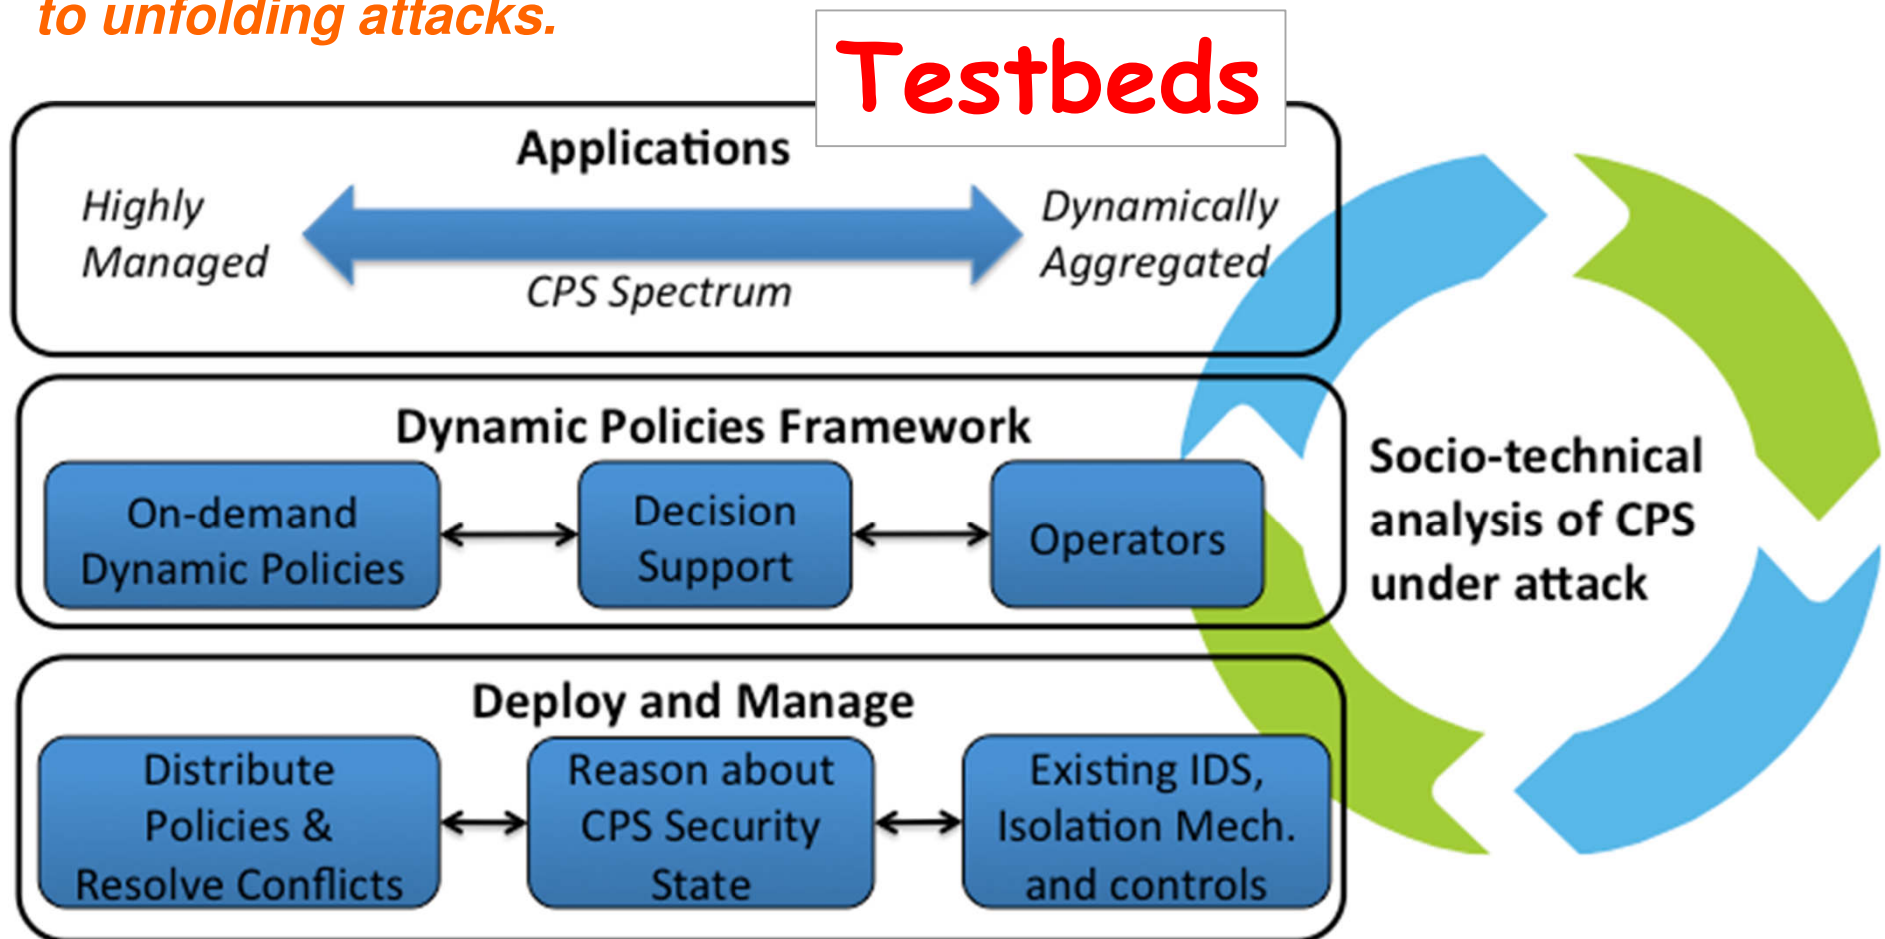 to unfolding attacks.
Testbeds
Applications
Highly
Managed
CPS Spectrum
Dynamically
Aggregated
Dynamic Policies Framework
On-demand
Dynamic Policies
Decision
Support
Operators
Socio-technical
analysis of CPS
under attack
Deploy and Manage
Distribute
Policies &
Resolve Conflicts
Reason about
CPS Security
State
Existing IDS,
Isolation Mech.
and controls